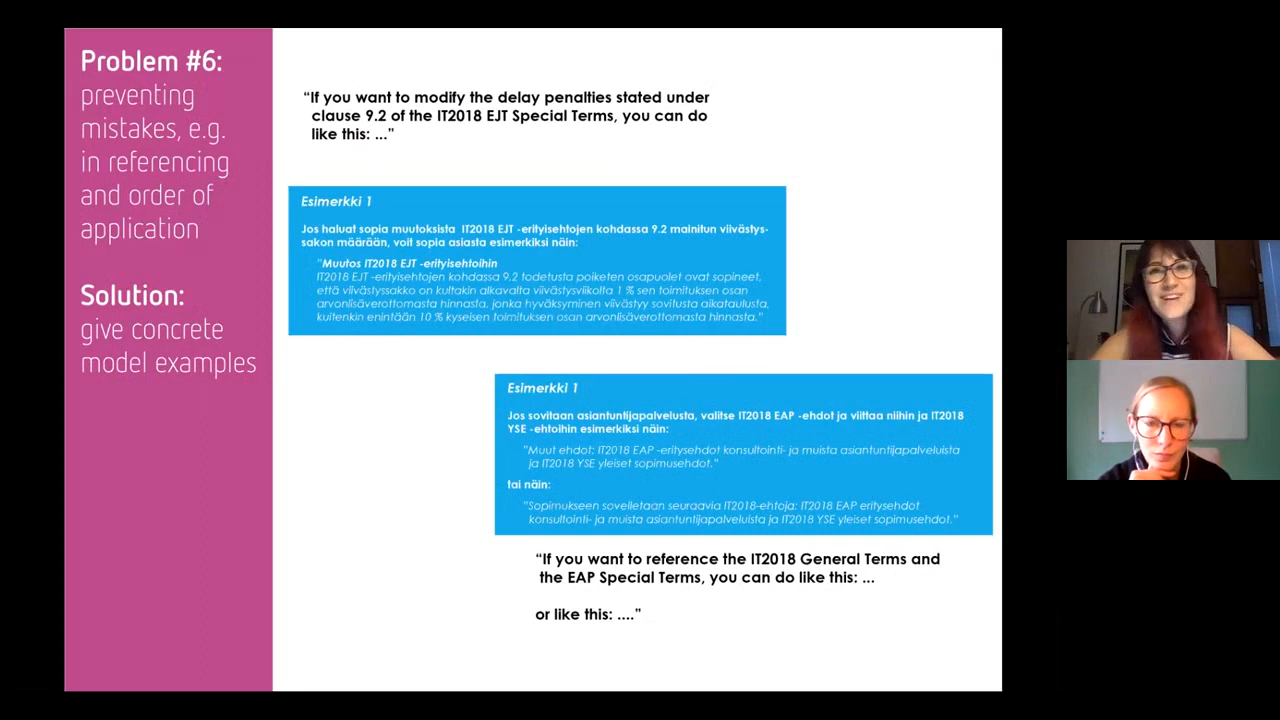 Problem #6:
preventing
mistakes, e.g.
in referencing
and order of
application
Solution:
give concrete
model examples
“If you want to modify the delay penalties stated under
clause 9.2 of the IT2018 EJT Special Terms, you can do
like this: ...”
Esimerkki 1
Jos haluat sopia muutoksista IT2018 EJT -erityisehtojen kohdassa 9.2 mainitun viivästys-
sakon määrään, voit sopia asiasta esimerkiksi näin:
”Muutos IT2018 EJT -erityisehtoihin
IT2018 EJT -erityisehtojen kohdassa 9.2 todetusta poiketen osapuolet ovat sopineet,
että viivästyssakko on kultakin alkavalta viivästysviikolta 1 % sen toimituksen osan
arvonlisäverottomasta hinnasta, jonka hyväksyminen viivästyy sovitusta aikataulusta,
kuitenkin enintään 10 % kyseisen toimituksen osan arvonlisäverottomasta hinnasta.”
Esimerkki 1
Jos sovitaan asiantuntijapalvelusta, valitse IT2018 EAP -ehdot ja viittaa niihin ja IT2018
YSE -ehtoihin esimerkiksi näin:
”Muut ehdot: IT2018 EAP -eritysehdot konsultointi- ja muista asiantuntijapalveluista
ja IT2018 YSE yleiset sopimusehdot.”
tai näin:
”Sopimukseen sovelletaan seuraavia IT2018-ehtoja: IT2018 EAP eritysehdot
konsultointi- ja muista asiantuntijapalveluista ja IT2018 YSE yleiset sopimusehdot.”
“If you want to reference the IT2018 General Terms and
the EAP Special Terms, you can do like this: ...
or like this: ....”